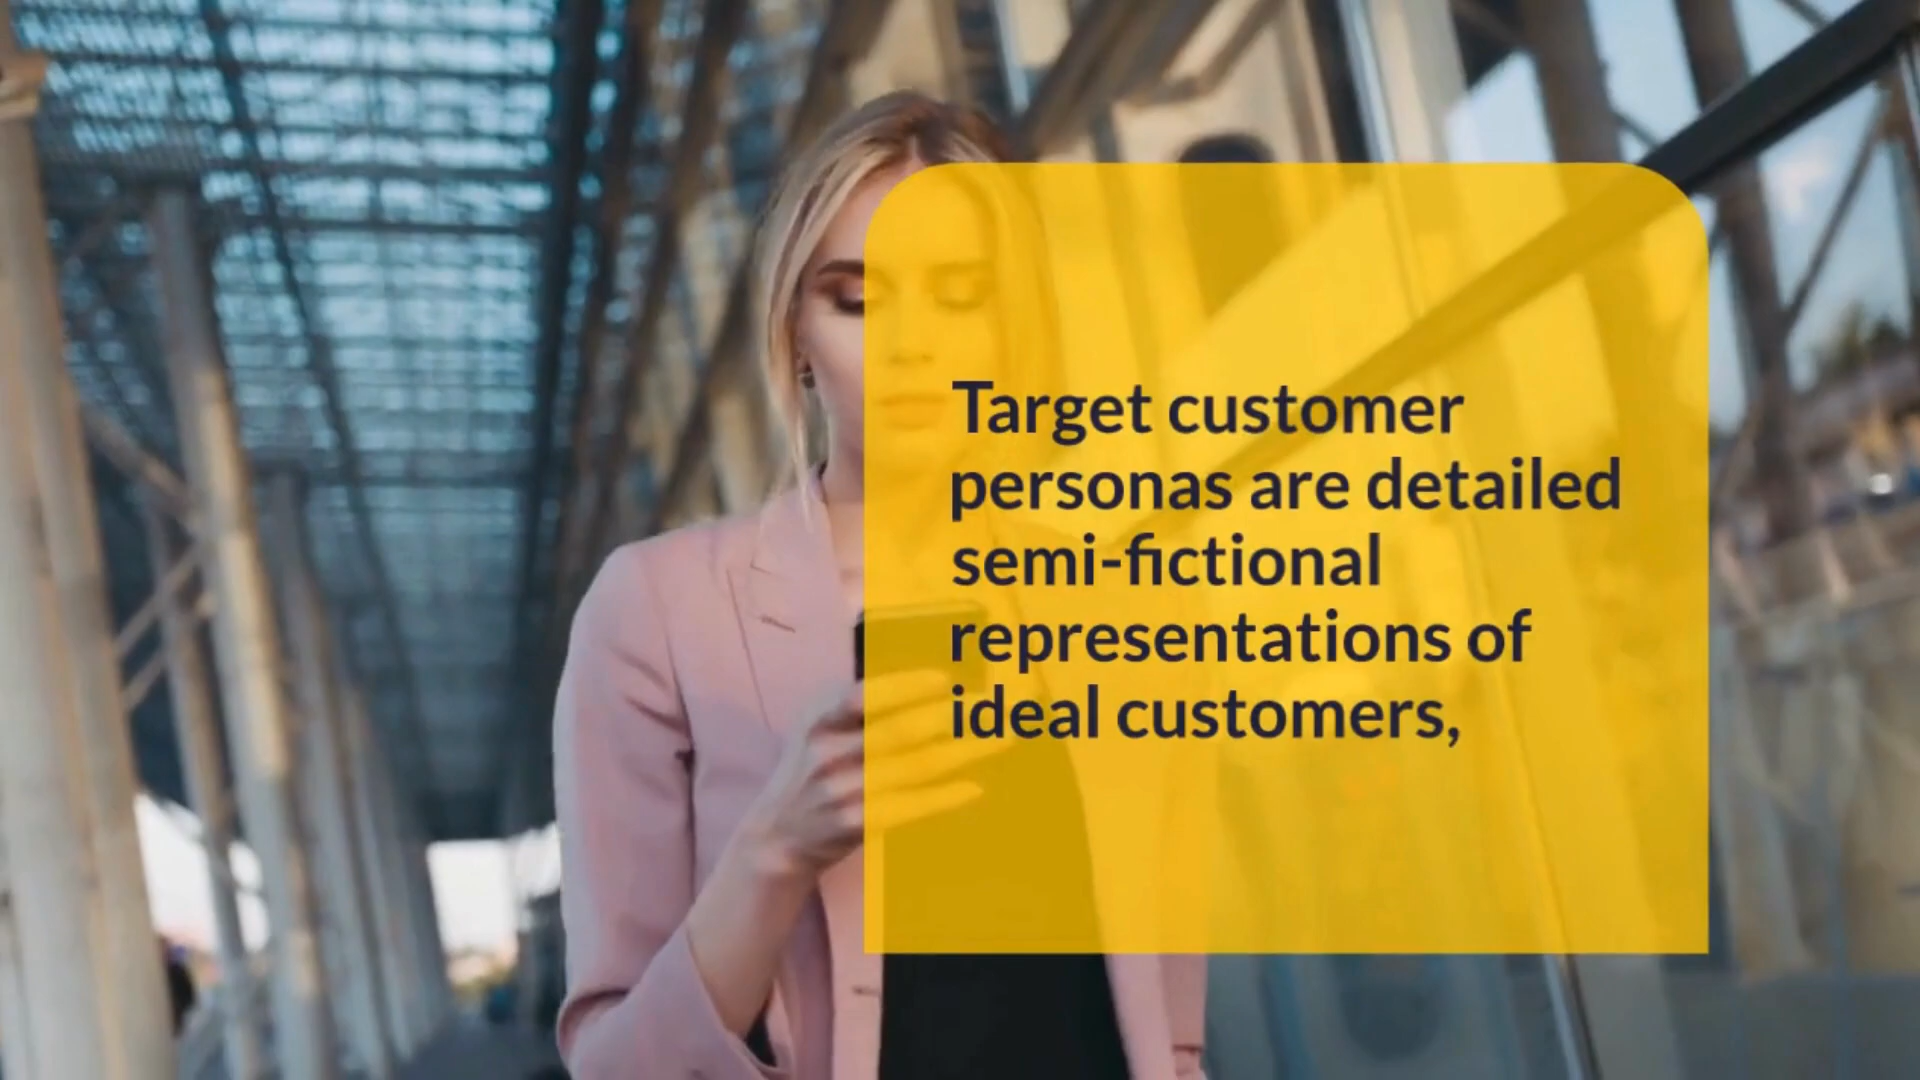 Target customer
personas are detailed
semi-fictional
representations of
ideal customers,